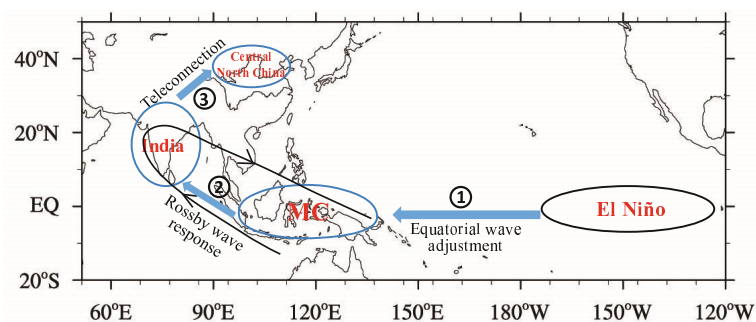 40°N
20°N
EQ
20°S
60°E
90°E
120°E
150°E
180°W
150°W
120°W
Teleconnection
Central
North China
③
India
②
Rossby wave
response
MC
①
Equatorial wave
adjustment
El Niño